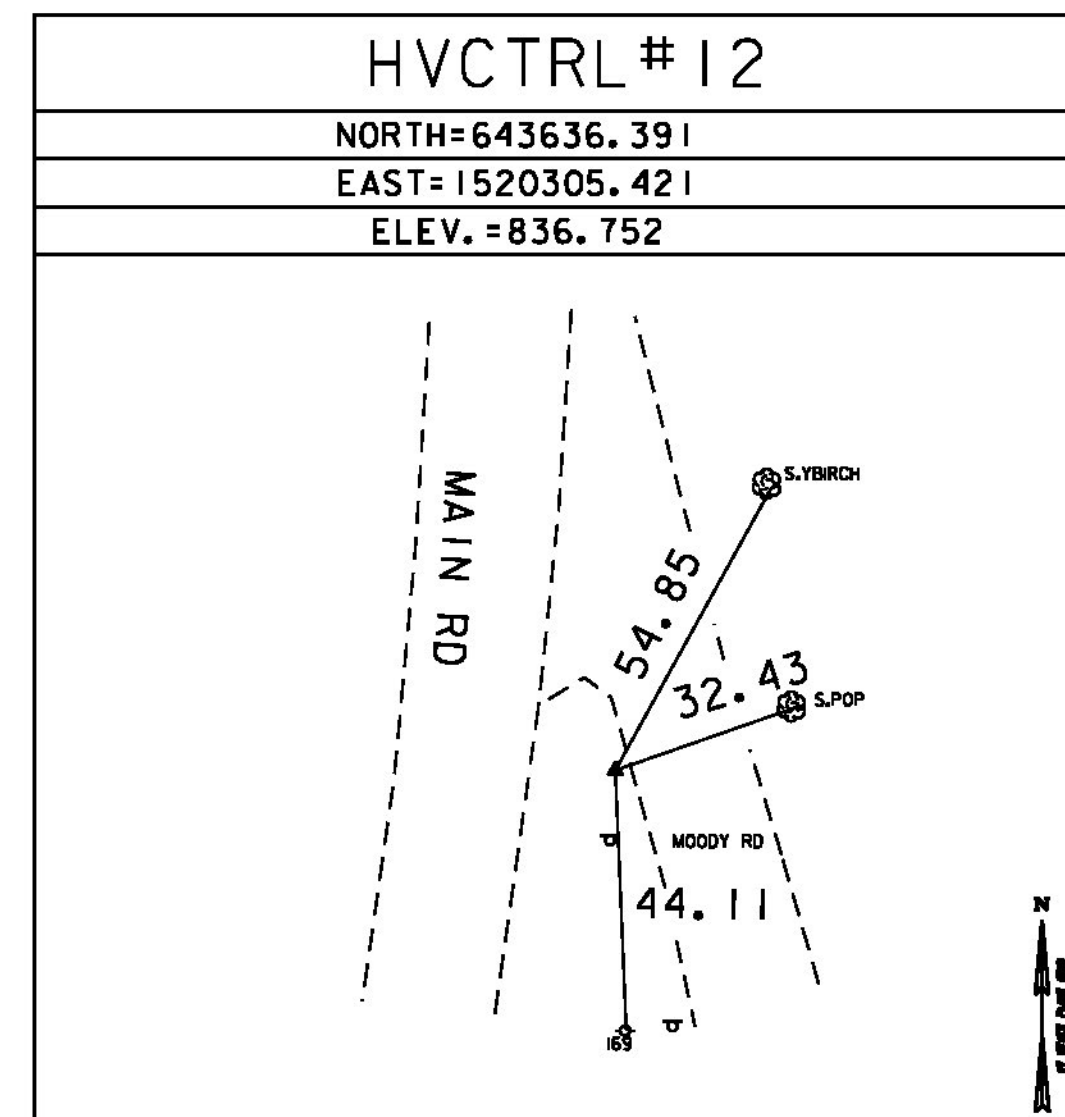 HVCTRL#12
NORTH=643636.391
EAST=1520305.421
ELEV.=836.752
MAIN RD
S.YBIRCH
54.85
32.43
S.POP
MOODY RD
44.11
169
N